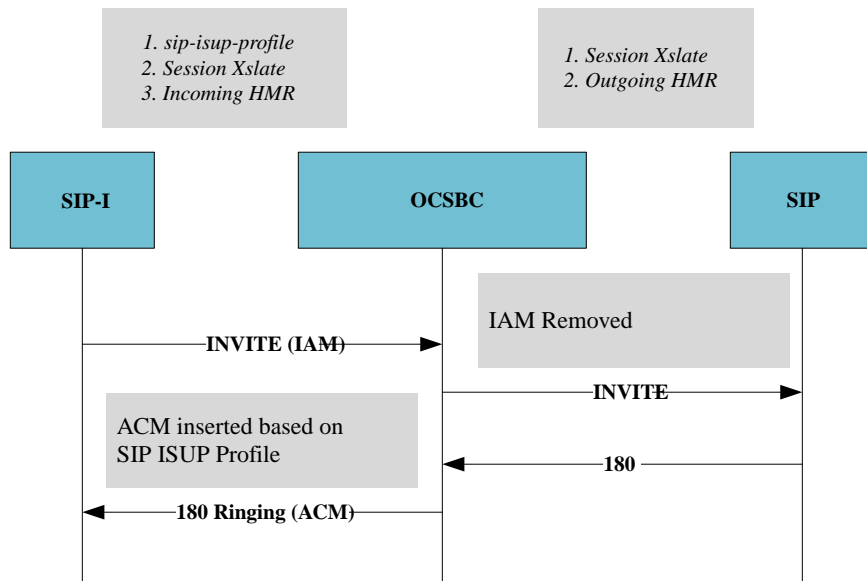 1. sip-isup-profile
2. Session Xslate
3. Incoming HMR
1. Session Xslate
2. Outgoing HMR
SIP-I
OCSBC
SIP
IAM Removed
INVITE (IAM)
INVITE
ACM inserted based on
SIP ISUP Profile
180
180 Ringing (ACM)